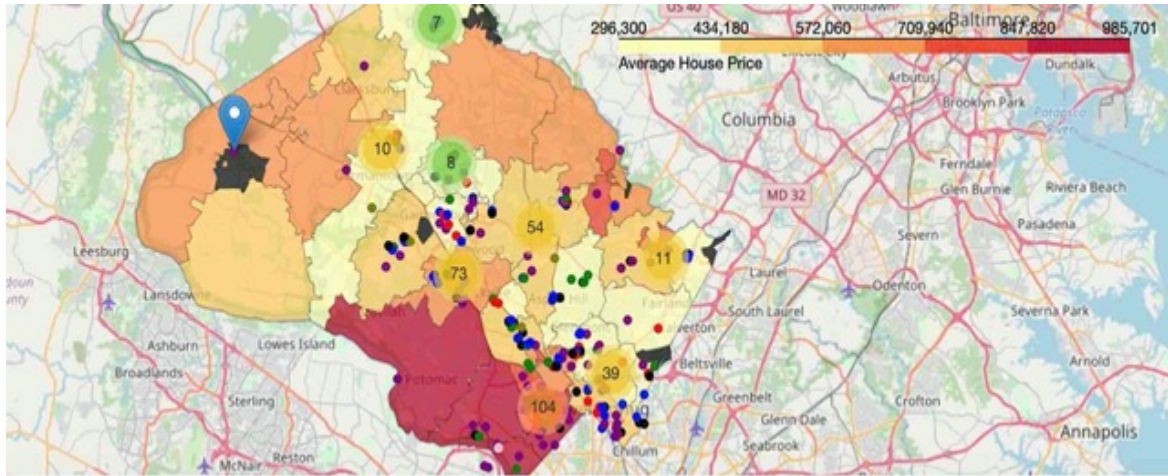 US 40
Baltimore
296,300 434,180 572,060 709,940 847,820 985,701
Average House Price
Dundalk
Arbutus
Brooklyn Park
Columbia
Ferndale
Glen Burnie
Riviera Beach
MD 32
Pasadena
Severn
Laurel
Odenton
South Laurel
Severna Park
Arnold
Beltsville
Greenbelt
Crofton
Glenn Dale
Seabrook
Annapolis
Chillum
Leesburg
Lansdowne
Ashburn
Lowes Island
Broadlands
Sterling
McNair
Reston
Potomac
Fairland
7
10
8
54
73
11
39
104